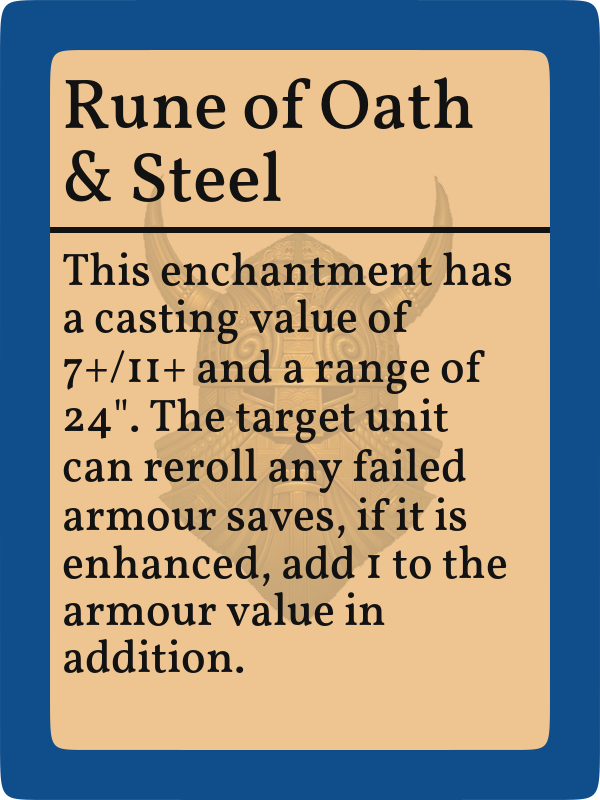 Rune of Oath
& Steel
This enchantment has
a casting value of
7+/11+ and a range of
24". The target unit
can reroll any failed
armour saves, if it is
enhanced, add 1 to the
armour value in
addition.